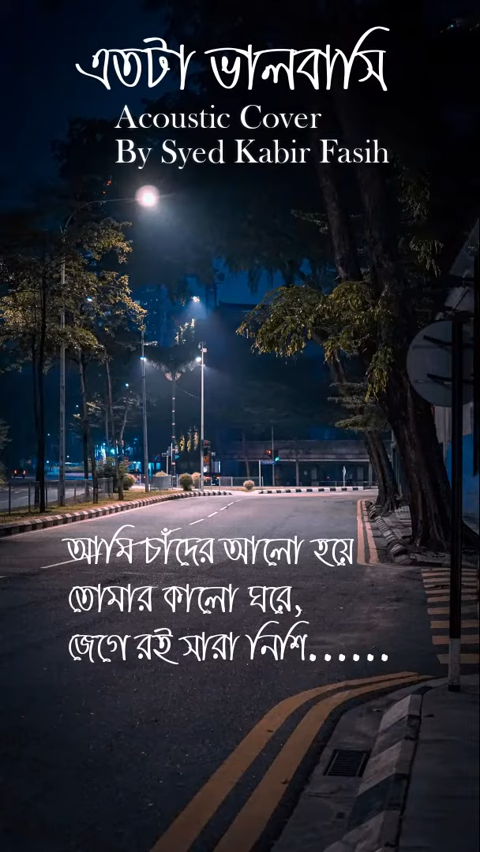 এতটা ভালবাসি
Acoustic Cover
By Syed Kabir Fasih
আমি চাঁদের আলো হয়ে
তোমার কালো ঘরে,
জেগে রই সারা নিশি......